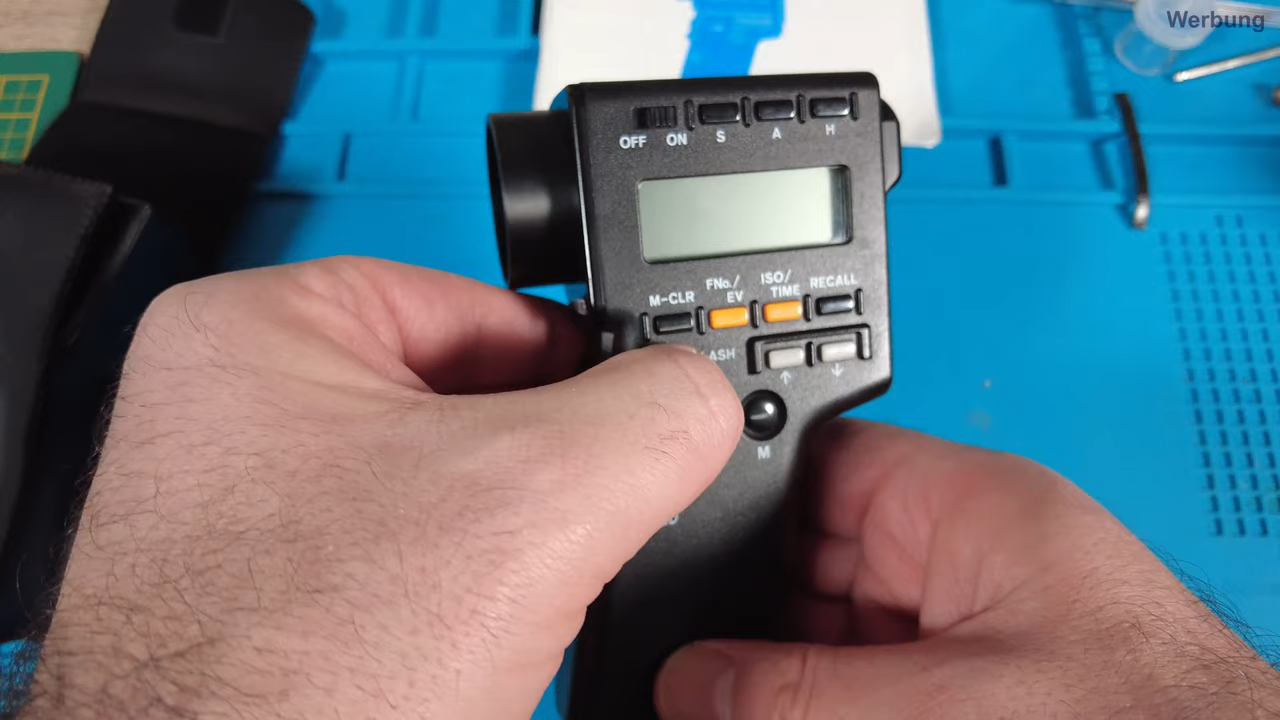 Werbung
OFF ON S A H
M-CLR FNo./EV ISO/TIME RECALL
↑ ↓
M